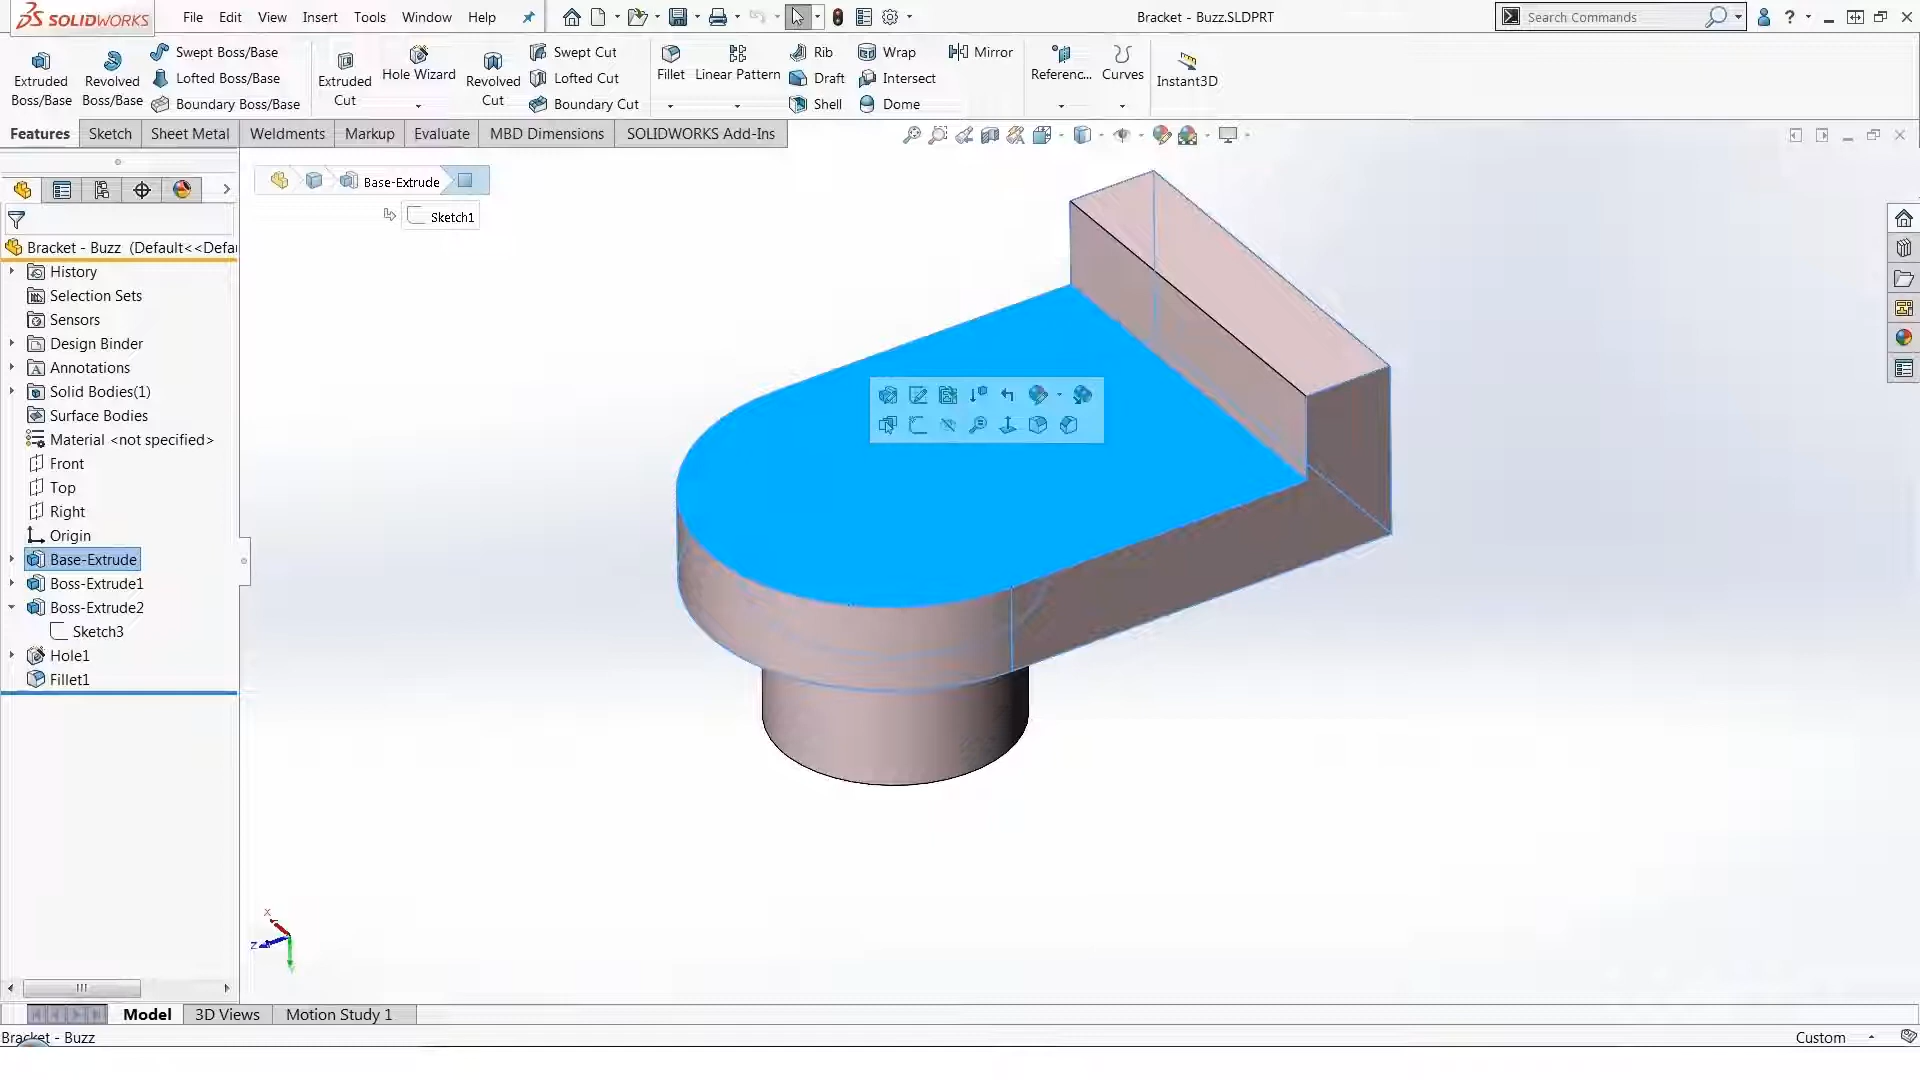 SOLIDWORKS File Edit View Insert Tools Window Help Bracket - Buzz.SLDPRT Search Commands ?
Extruded Boss/Base
Revolved Boss/Base
Swept Boss/Base
Lofted Boss/Base
Boundary Boss/Base
Extruded Cut
Hole Wizard
Revolved Cut
Swept Cut
Lofted Cut
Boundary Cut
Fillet
Linear Pattern
Rib
Draft
Shell
Wrap
Intersect
Dome
Mirror
Referenc...
Curves
Instant3D
Features Sketch Sheet Metal Weldments Markup Evaluate MBD Dimensions SOLIDWORKS Add-Ins
Base-Extrude
Sketch1
Bracket - Buzz (Default<<Defau
History
Selection Sets
Sensors
Design Binder
Annotations
Solid Bodies(1)
Surface Bodies
Material <not specified>
Front
Top
Right
Origin
Base-Extrude
Boss-Extrude1
Boss-Extrude2
Sketch3
Hole1
Fillet1
X
Z
Model 3D Views Motion Study 1
Bracket - Buzz Custom